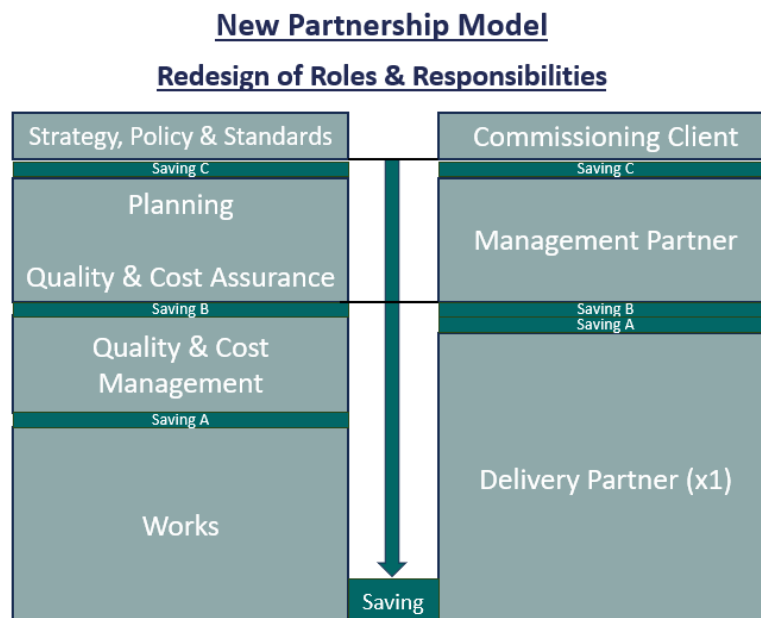 New Partnership Model
Redesign of Roles & Responsibilities
Strategy, Policy & Standards
Saving C
Planning
Quality & Cost Assurance
Saving B
Quality & Cost
Management
Saving A
Works
Saving
Commissioning Client
Saving C
Management Partner
Saving B
Saving A
Delivery Partner (x1)